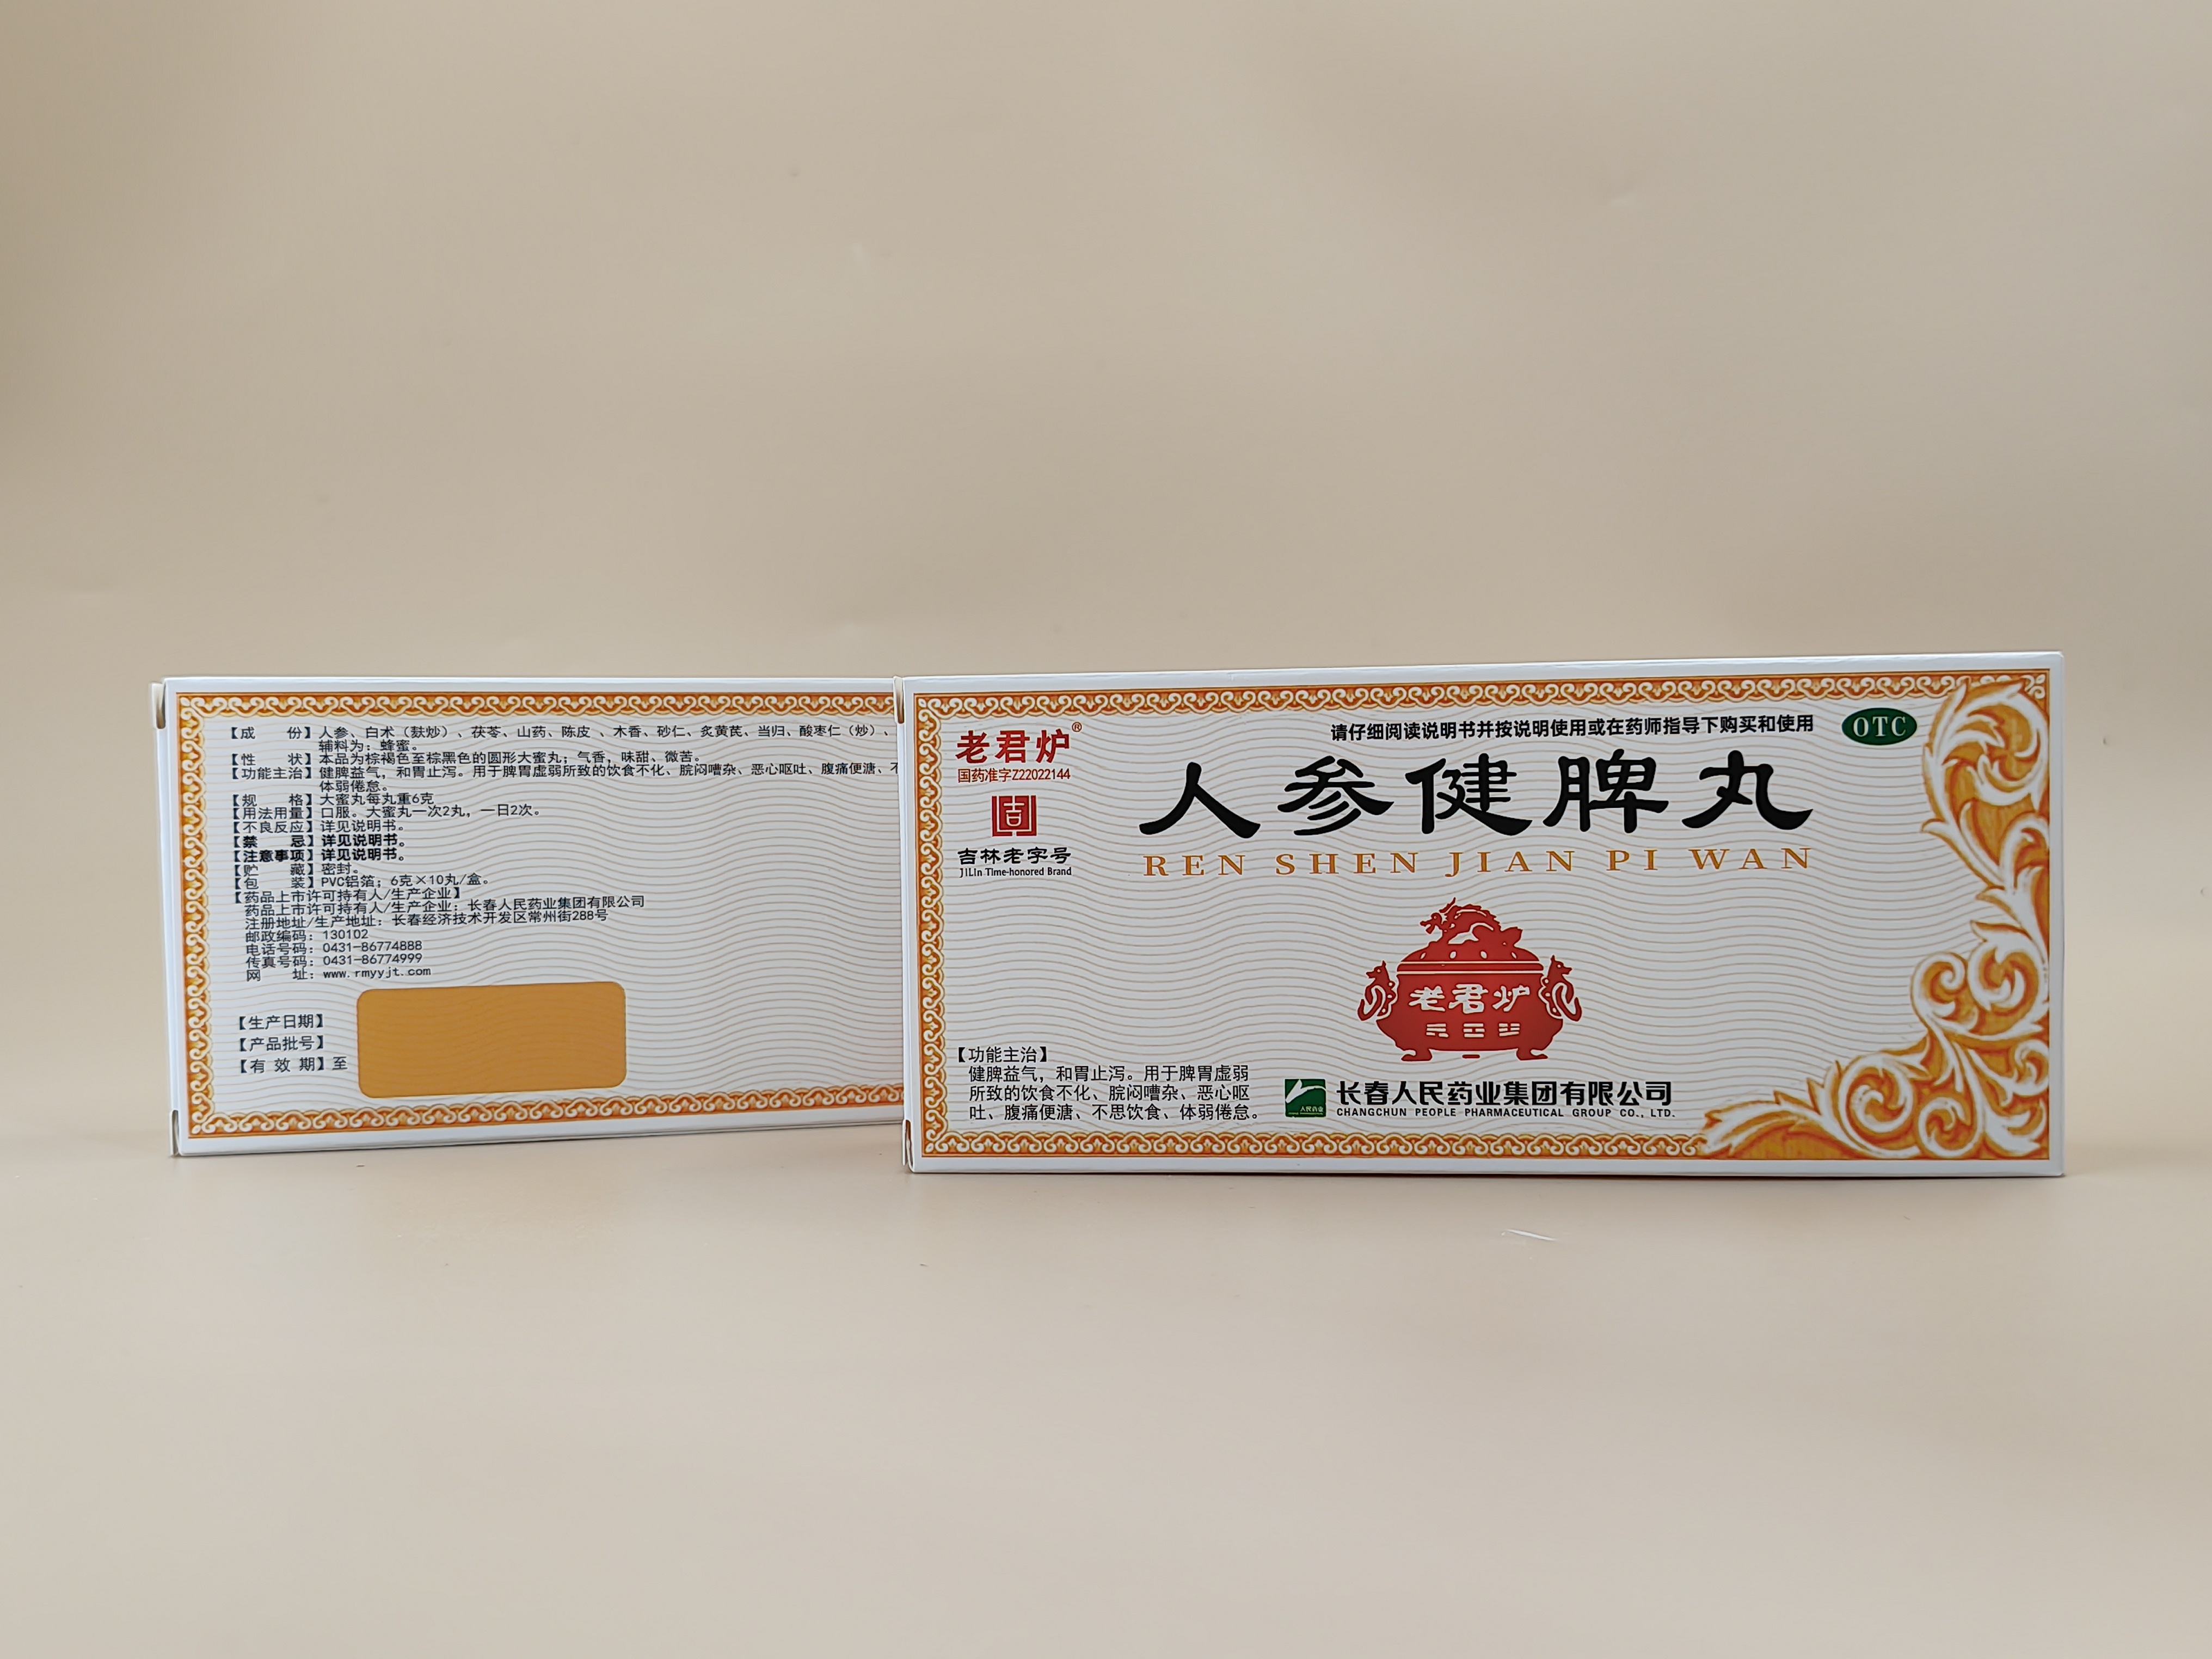 【成　份】人参、白术（麸炒）、茯苓、山药、陈皮、木香、砂仁、炙黄芪、当归、酸枣仁（炒）、
辅料为：蜂蜜。
【性　状】本品为棕褐色至棕黑色的圆形大蜜丸；气香，味甜、微苦。
【功能主治】健脾益气，和胃止泻。用于脾胃虚弱所致的饮食不化、脘闷嘈杂、恶心呕吐、腹痛便溏、不
体弱倦怠。
【规　格】大蜜丸每丸重6克
【用法用量】口服。大蜜丸一次2丸，一日2次。
【不良反应】详见说明书。
【禁　忌】详见说明书。
【注意事项】详见说明书。
【贮　藏】密封。
【包　装】PVC铝箔；6克×10丸/盒。
【药品上市许可持有人/生产企业】
药品上市许可持有人/生产企业：长春人民药业集团有限公司
注册地址/生产地址：长春经济技术开发区常州街288号
邮政编码：130102
电话号码：0431-86774888
传真号码：0431-86774999
网　址：www.rmyyjt.com
【生产日期】
【产品批号】
【有 效 期】至
老君炉®
国药准字Z22022144
吉林老字号
JILin Time-honored Brand
请仔细阅读说明书并按说明使用或在药师指导下购买和使用
OTC
人参健脾丸
REN SHEN JIAN PI WAN
老君炉
【功能主治】
健脾益气，和胃止泻。用于脾胃虚弱
所致的饮食不化、脘闷嘈杂、恶心呕
吐、腹痛便溏、不思饮食、体弱倦怠。
人民药业
长春人民药业集团有限公司
CHANGCHUN PEOPLE PHARMACEUTICAL GROUP CO., LTD.